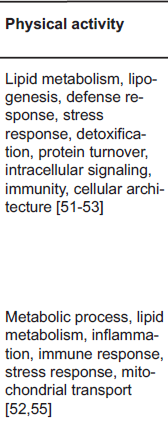 Physical activity
Lipid metabolism, lipo-
genesis, defense re-
sponse, stress
response, detoxifica-
tion, protein turnover,
intracellular signaling,
immunity, cellular archi-
tecture [51-53]
Metabolic process, lipid
metabolism, inflamma-
tion, immune response,
stress response, mito-
chondrial transport
[52,55]